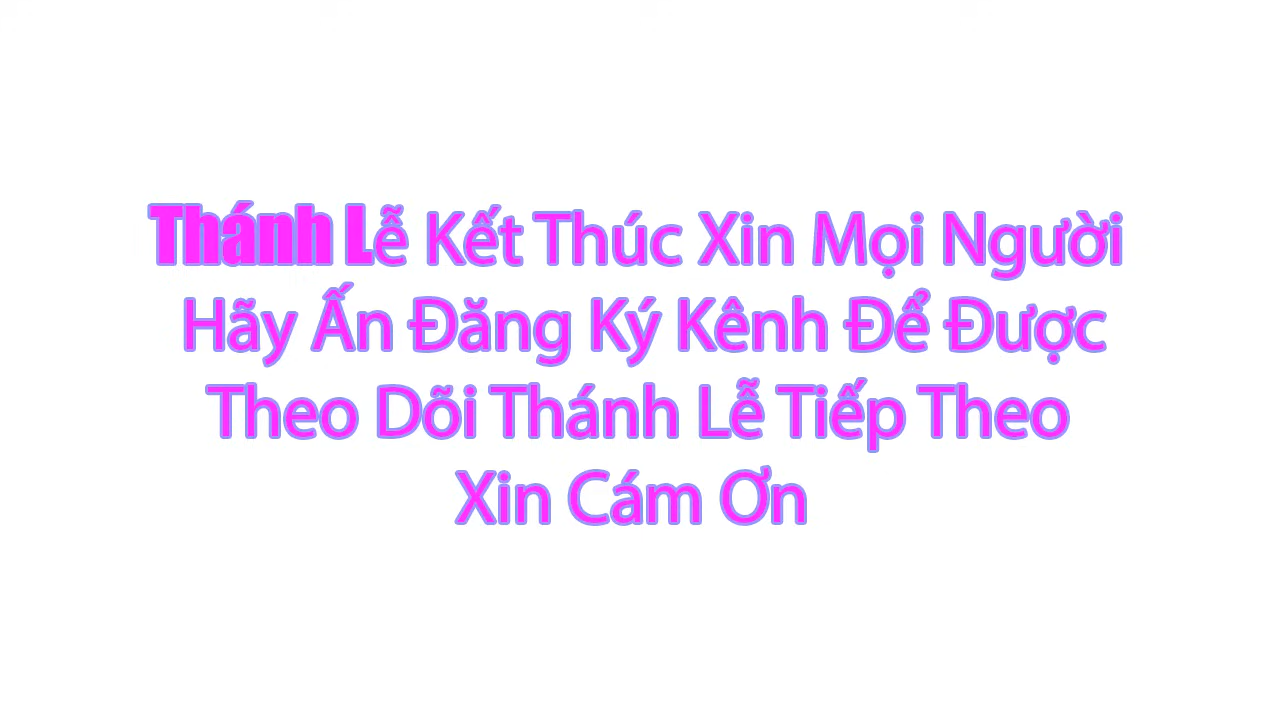 Thánh Lễ Kết Thúc Xin Mọi Người
Hãy Ấn Đăng Ký Kênh Để Được
Theo Dõi Thánh Lễ Tiếp Theo
Xin Cám Ơn